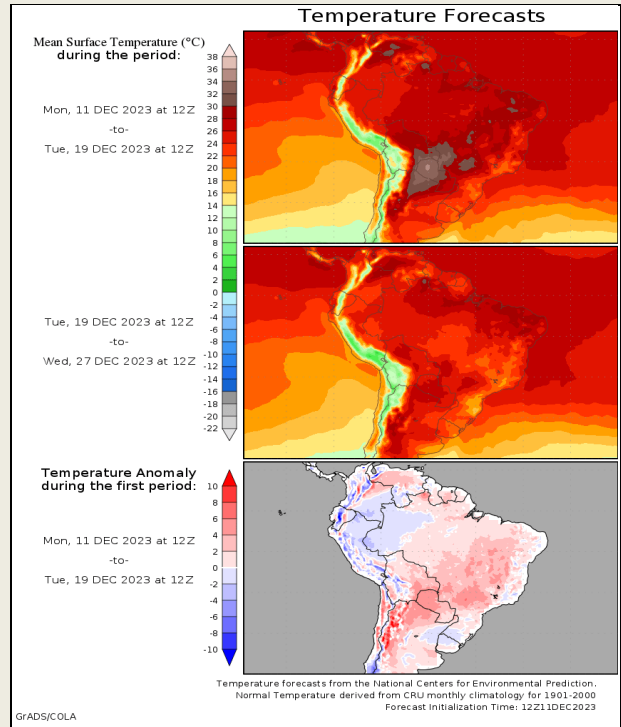 Temperature Forecasts
Mean Surface Temperature (°C)
during the period:
Mon, 11 DEC 2023 at 12Z
-to-
Tue, 19 DEC 2023 at 12Z
38
36
34
32
30
28
26
24
22
20
18
16
14
12
10
8
6
4
2
0
-2
-4
-6
-8
-10
-12
-14
-16
-18
-20
-22
Tue, 19 DEC 2023 at 12Z
-to-
Wed, 27 DEC 2023 at 12Z
Temperature Anomaly
during the first period:
Mon, 11 DEC 2023 at 12Z
-to-
Tue, 19 DEC 2023 at 12Z
10
8
6
4
2
0
-2
-4
-6
-8
-10
Temperature forecasts from the National Centers for Environmental Prediction.
Normal Temperature derived from CRU monthly climatology for 1901-2000
Forecast Initialization Time: 12Z11DEC2023
GrADS/COLA